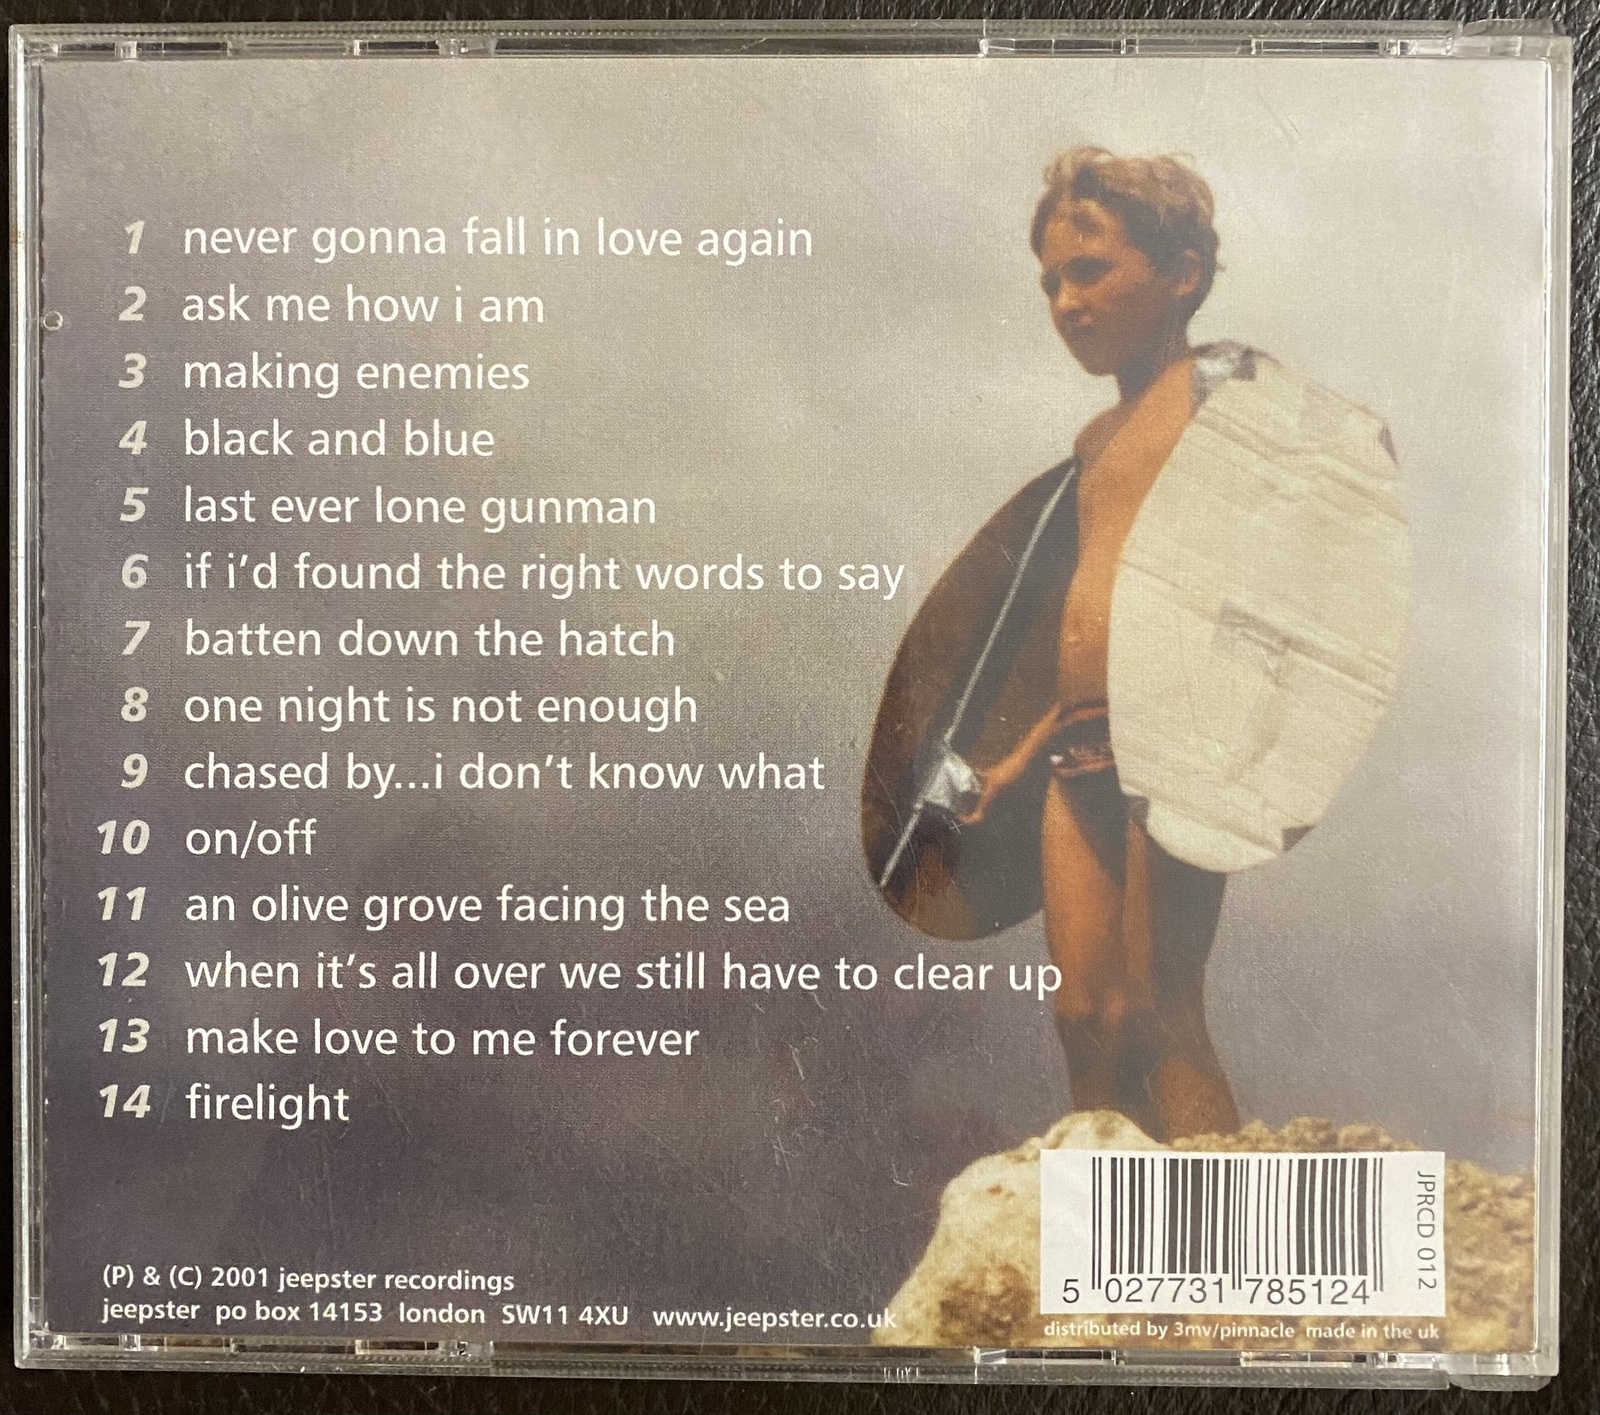 1 never gonna fall in love again
2 ask me how i am
3 making enemies
4 black and blue
5 last ever lone gunman
6 if i'd found the right words to say
7 batten down the hatch
8 one night is not enough
9 chased by...i don't know what
10 on/off
11 an olive grove facing the sea
12 when it's all over we still have to clear up
13 make love to me forever
14 firelight
(P) & (C) 2001 jeepster recordings
jeepster po box 14153 london SW11 4XU www.jeepster.co.uk
JPRCD 012
5 027731 785124
distributed by 3mv/pinnacle made in the uk